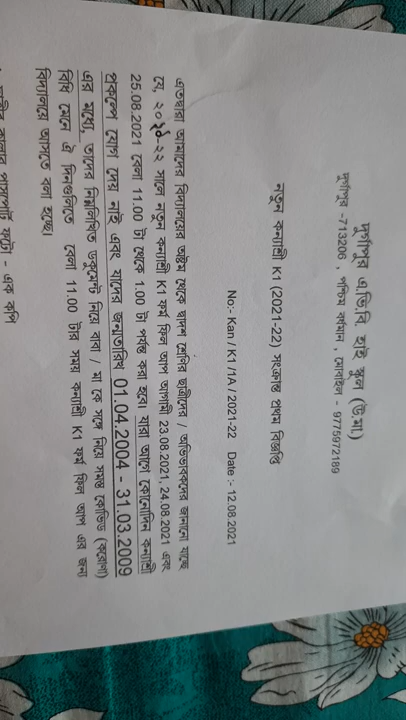 দুর্গাপুর এ.ভি.বি. হাই স্কুল (উ.মা.)
দুর্গাপুর -713206 , পশ্চিম বর্ধমান , মোবাইল - 9775972189
নতুন কন্যাশ্রী K1 (2021-22) সংক্রান্ত প্রথম বিজ্ঞপ্তি
No:- Kan / K1 /1A / 2021-22 Date :- 12.08.2021
এতদ্বারা আমাদের বিদ্যালয়ের অষ্টম থেকে দ্বাদশ শ্রেণির ছাত্রীদের / অভিভাবকদের জানানো যাচ্ছে
যে, ২০২১-২২ সালে নতুন কন্যাশ্রী K1 ফর্ম ফিল আপ আগামী 23.08.2021, 24.08.2021 এবং
25.08.2021 বেলা 11.00 টা থেকে 1.00 টা পর্যন্ত করা হবে। যারা আগে কোনোদিন কন্যাশ্রী
প্রকল্পে যোগ দেয় নাই এবং যাদের জন্মতারিখ 01.04.2004 - 31.03.2009
এর মধ্যে, তাদের নিম্নলিখিত ডকুমেন্ট নিয়ে বাবা / মা কে সঙ্গে নিয়ে সমস্ত কোভিড (করোণা)
বিধি মেনে ঐ দিনগুলিতে বেলা 11.00 টার সময় কন্যাশ্রী K1 ফর্ম ফিল আপ এর জন্য
বিদ্যালয়ে আসতে বলা হচ্ছে।
কালার পাসপোর্ট ফটো - এক কপি